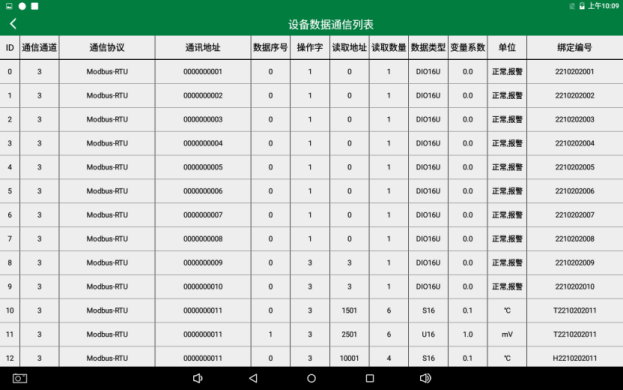 上午10:09
设备数据通信列表
ID 通信通道 通信协议 通讯地址 数据序号 操作字 读取地址 读取数量 数据类型 变量系数 单位 绑定编号
0 3 Modbus-RTU 0000000001 0 1 0 1 DIO16U 0.0 正常,报警 2210202001
1 3 Modbus-RTU 0000000002 0 1 0 1 DIO16U 0.0 正常,报警 2210202002
2 3 Modbus-RTU 0000000003 0 1 0 1 DIO16U 0.0 正常,报警 2210202003
3 3 Modbus-RTU 0000000004 0 1 0 1 DIO16U 0.0 正常,报警 2210202004
4 3 Modbus-RTU 0000000005 0 1 0 1 DIO16U 0.0 正常,报警 2210202005
5 3 Modbus-RTU 0000000006 0 1 0 1 DIO16U 0.0 正常,报警 2210202006
6 3 Modbus-RTU 0000000007 0 1 0 1 DIO16U 0.0 正常,报警 2210202007
7 3 Modbus-RTU 0000000008 0 1 0 1 DIO16U 0.0 正常,报警 2210202008
8 3 Modbus-RTU 0000000009 0 3 3 1 DIO16U 0.0 正常,报警 2210202009
9 3 Modbus-RTU 0000000010 0 3 3 1 DIO16U 0.0 正常,报警 2210202010
10 3 Modbus-RTU 0000000011 0 3 1501 6 S16 0.1 ℃ T2210202011
11 3 Modbus-RTU 0000000011 1 3 2501 6 U16 1.0 mV T2210202011
12 3 Modbus-RTU 0000000011 0 3 10001 4 S16 0.1 ℃ H2210202011